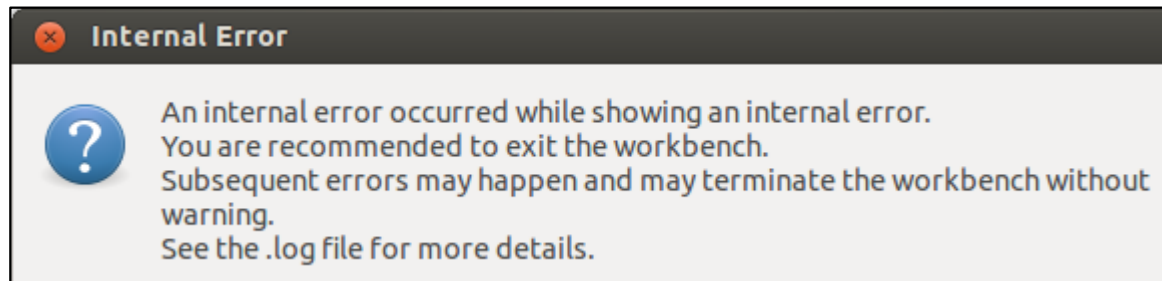 Internal Error
An internal error occurred while showing an internal error.
You are recommended to exit the workbench.
Subsequent errors may happen and may terminate the workbench without
warning.
See the .log file for more details.